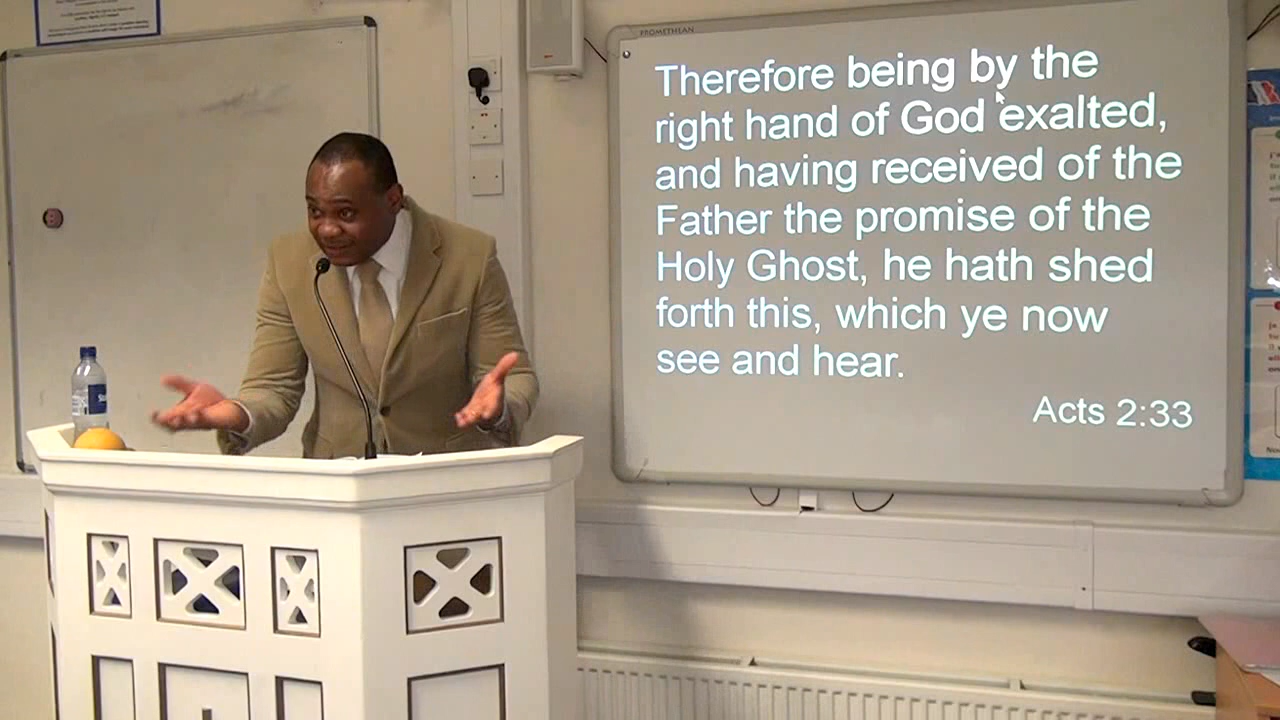 PROMETHEAN
Therefore being by the
right hand of God exalted,
and having received of the
Father the promise of the
Holy Ghost, he hath shed
forth this, which ye now
see and hear.
Acts 2:33